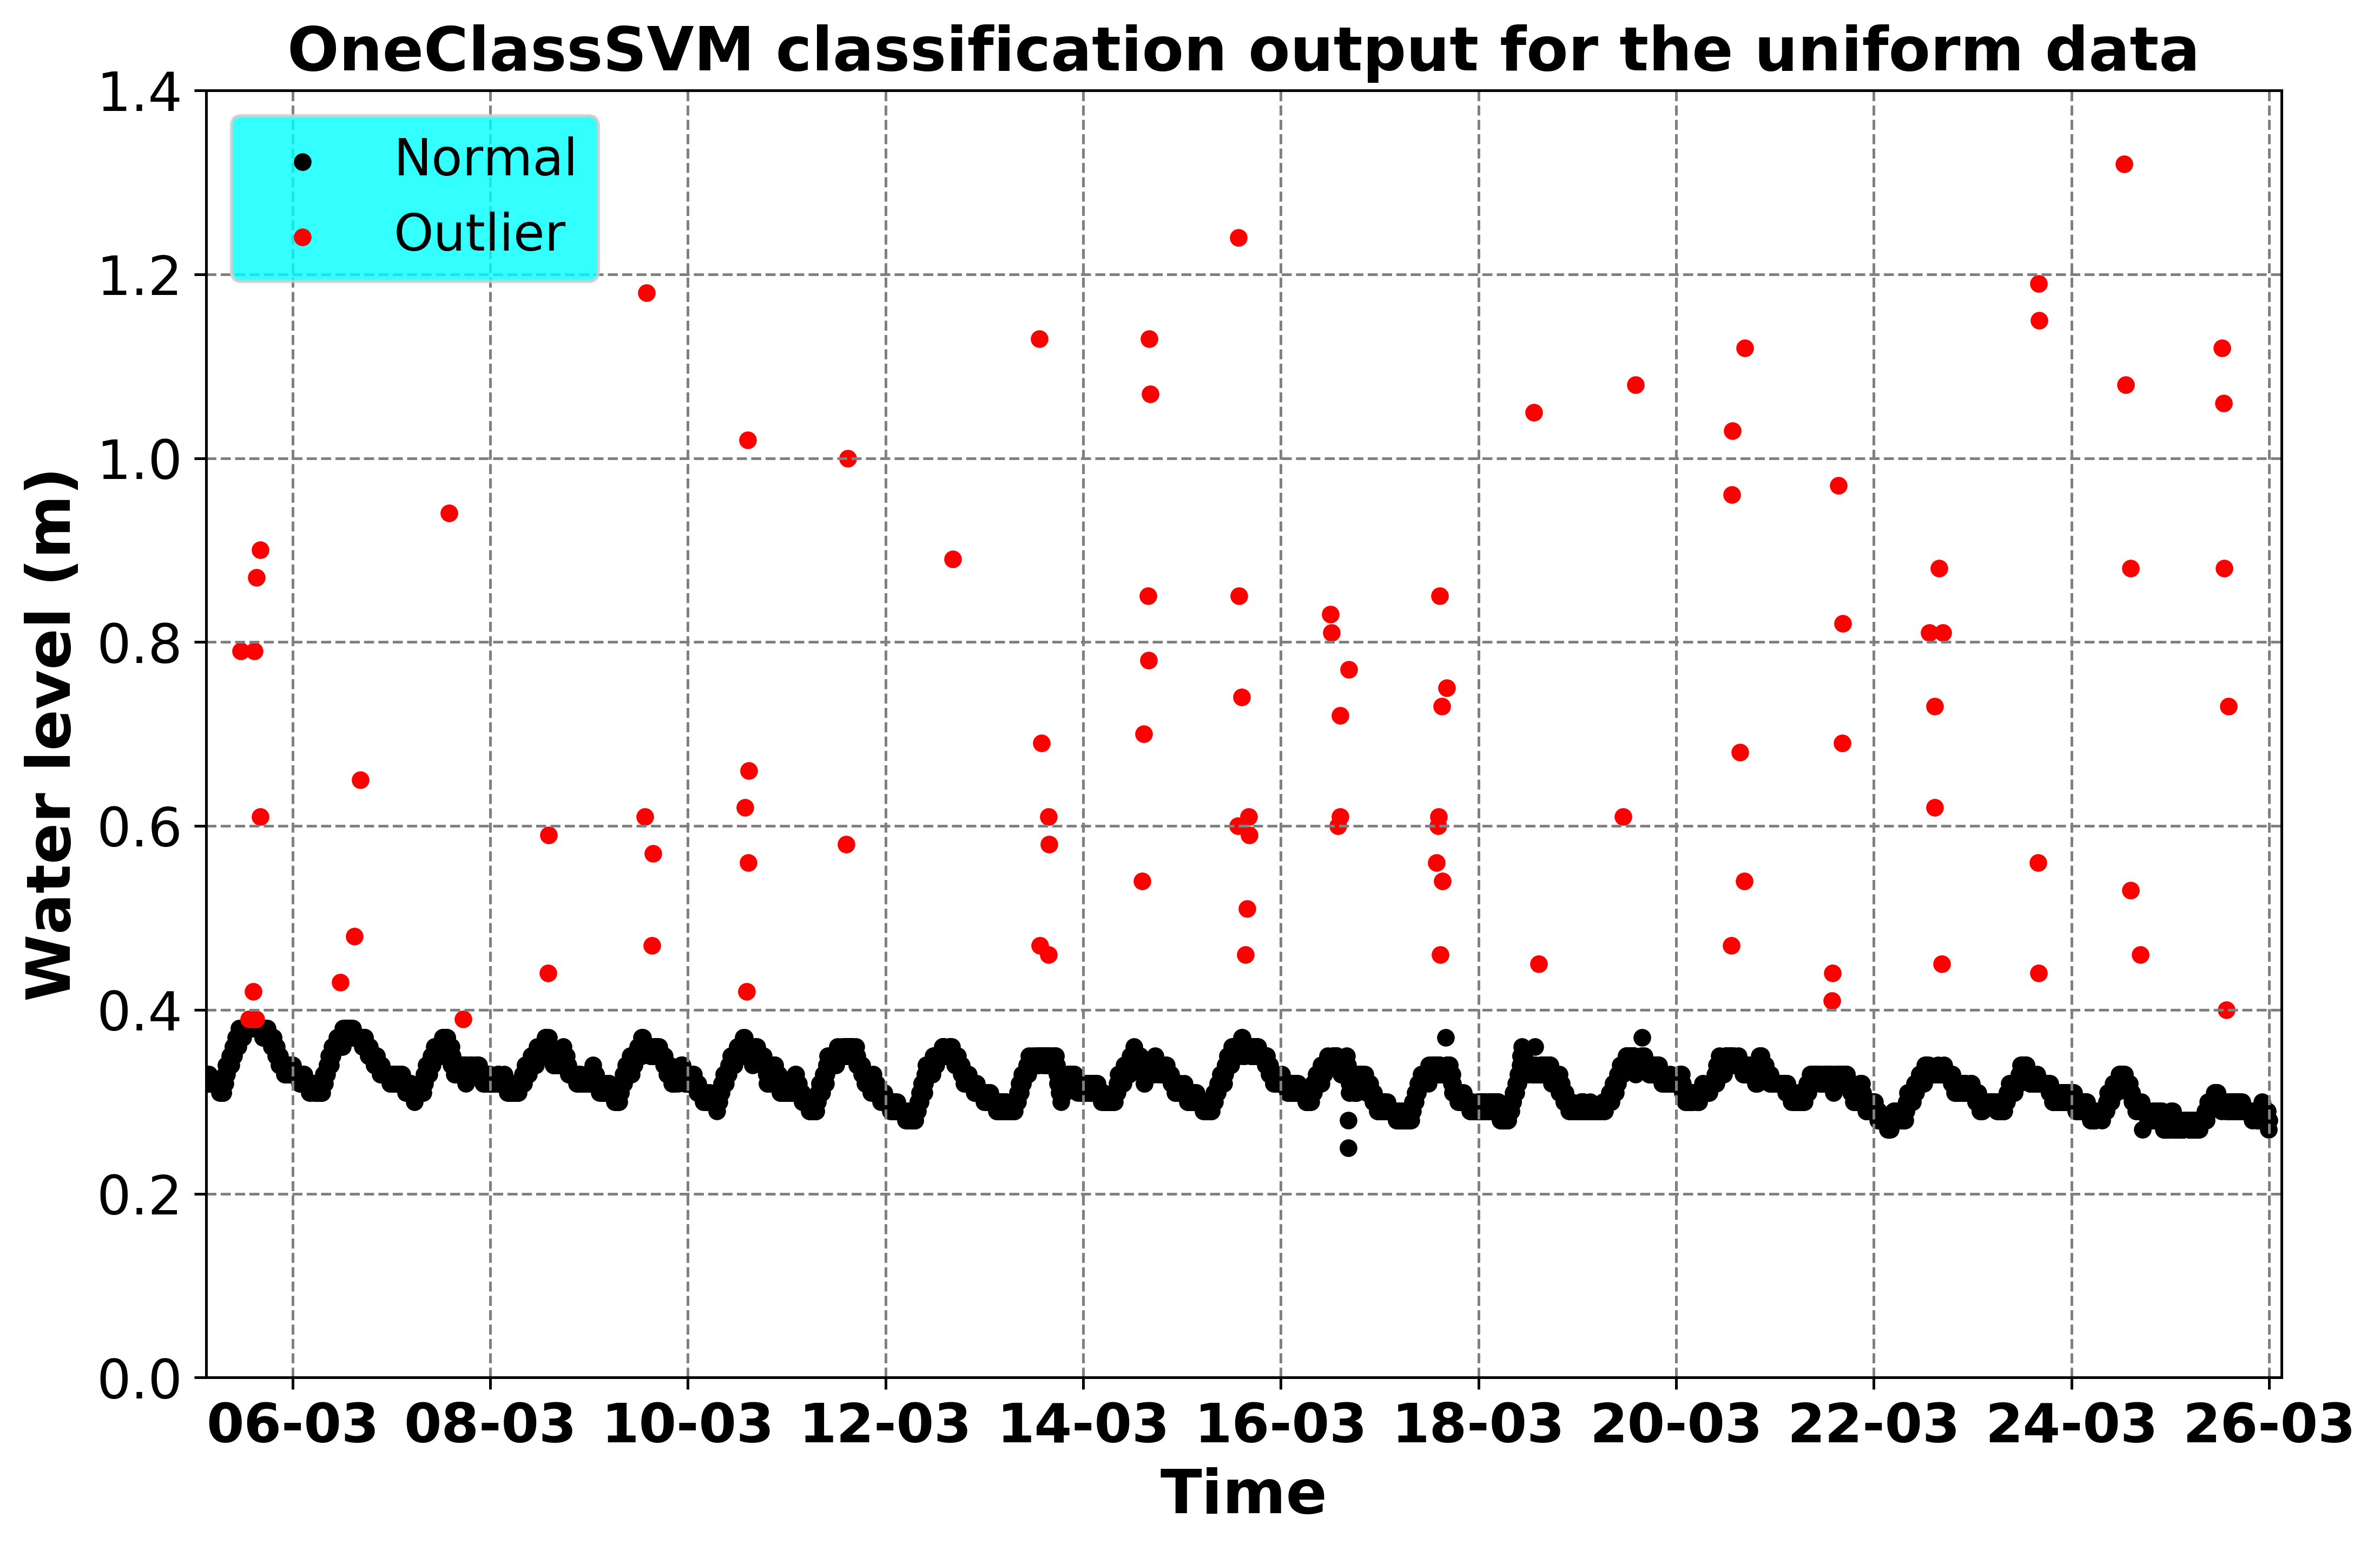 OneClassSVM classification output for the uniform data
1.4
1.2
1.0
0.8
0.6
0.4
0.2
0.0
Water level (m)
Normal
Outlier
06-03 08-03 10-03 12-03 14-03 16-03 18-03 20-03 22-03 24-03 26-03
Time